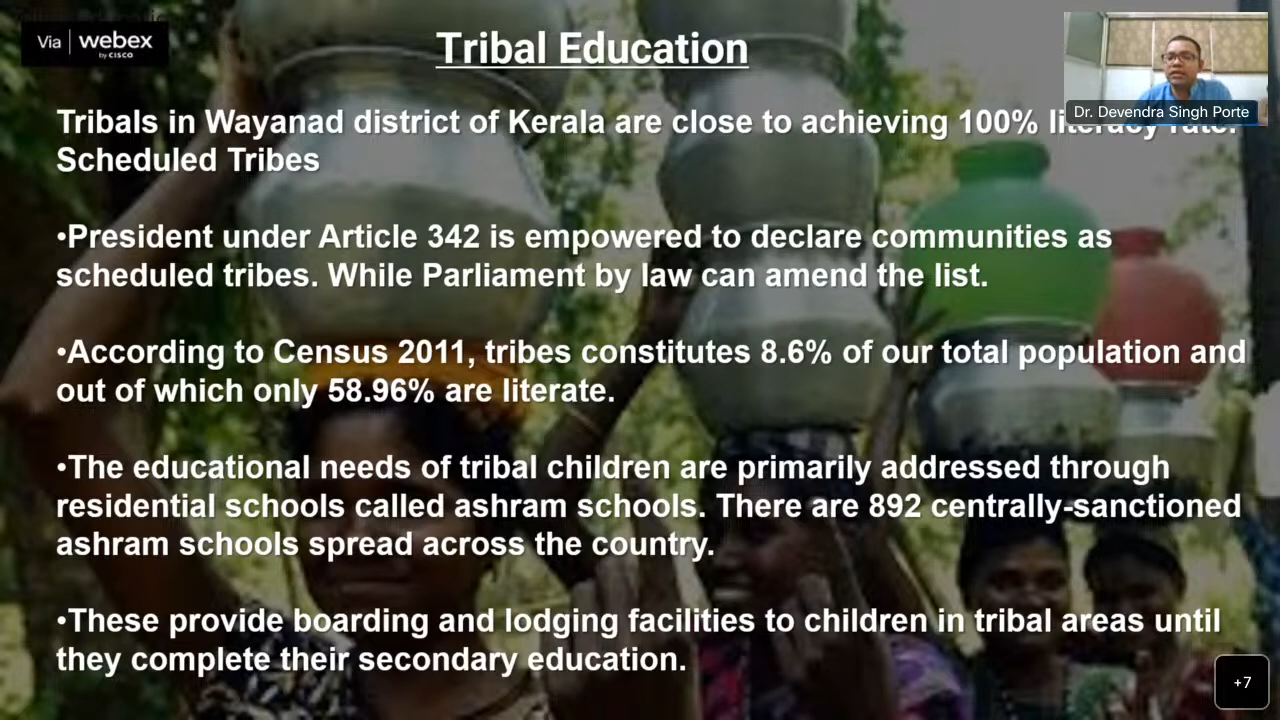 Via | webex
by CISCO
Tribal Education
Dr. Devendra Singh Porte
Tribals in Wayanad district of Kerala are close to achieving 100% literacy rate.
Scheduled Tribes
•President under Article 342 is empowered to declare communities as
scheduled tribes. While Parliament by law can amend the list.
•According to Census 2011, tribes constitutes 8.6% of our total population and
out of which only 58.96% are literate.
•The educational needs of tribal children are primarily addressed through
residential schools called ashram schools. There are 892 centrally-sanctioned
ashram schools spread across the country.
•These provide boarding and lodging facilities to children in tribal areas until
they complete their secondary education.
+7